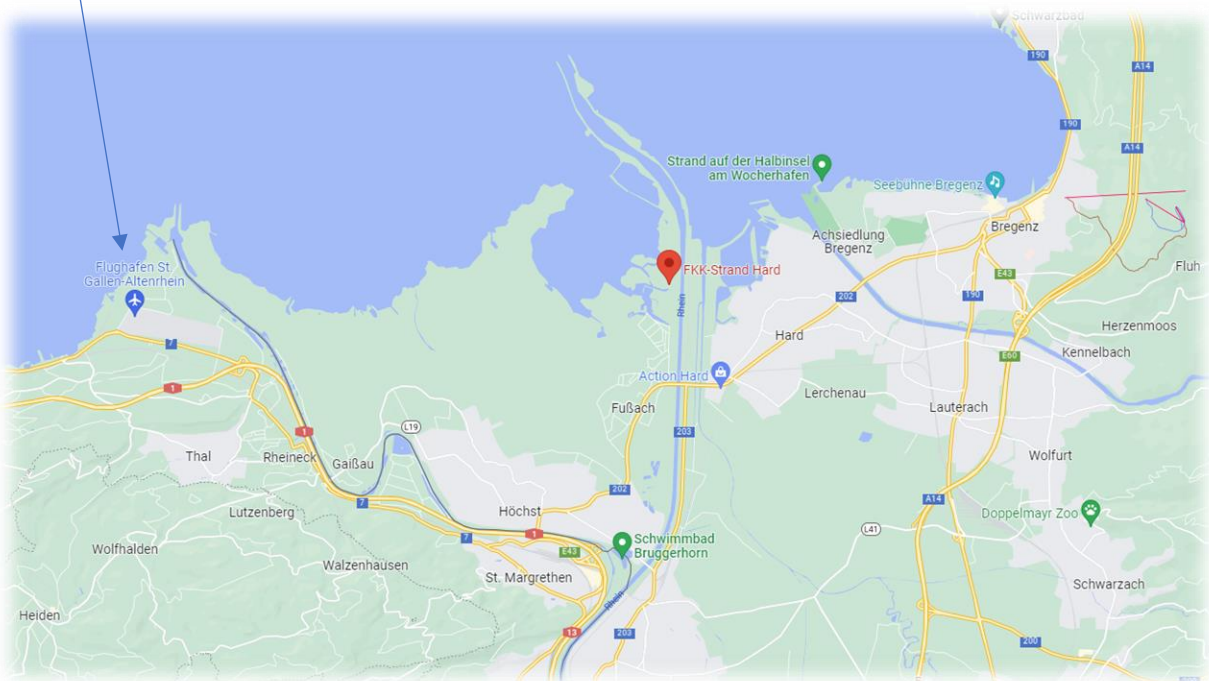 Schwarzbad
190
A14
190
A14
Strand auf der Halbinsel
am Wocherhafen
Seebühne Bregenz
Achsiedlung
Bregenz
Bregenz
Flughafen St.
Gallen-Altenrhein
FKK-Strand Hard
E43
Fluh
202
190
Rhein
7
Hard
Herzenmoos
E60
Kennelbach
1
Action Hard
Lerchenau
Fußach
Lauterach
L19
1
203
Thal
Rheineck
Gaißau
Wolfurt
202
7
A14
Lutzenberg
Höchst
Doppelmayr Zoo
L41
1
7
Schwimmbad
Bruggerhorn
E43
Wolfhalden
Walzenhausen
St. Margrethen
Schwarzach
Rhein
Heiden
13
203
200